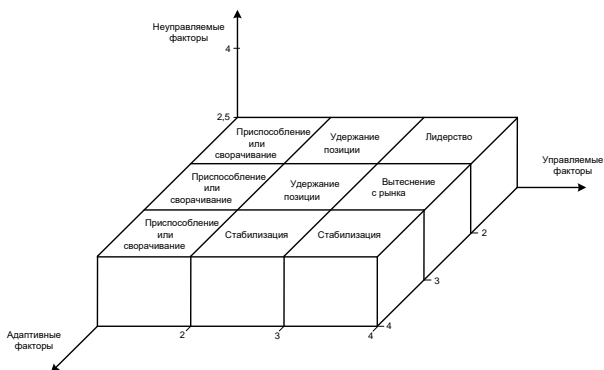 Неуправляемые
факторы
4
2,5
Приспособление
или
сворачивание
Удержание
позиции
Лидерство
Управляемые
факторы
Приспособление
или
сворачивание
Удержание
позиции
Вытеснение
с рынка
Приспособление
или
сворачивание
Стабилизация
Стабилизация
2
3
4
Адаптивные
факторы
2
3
4